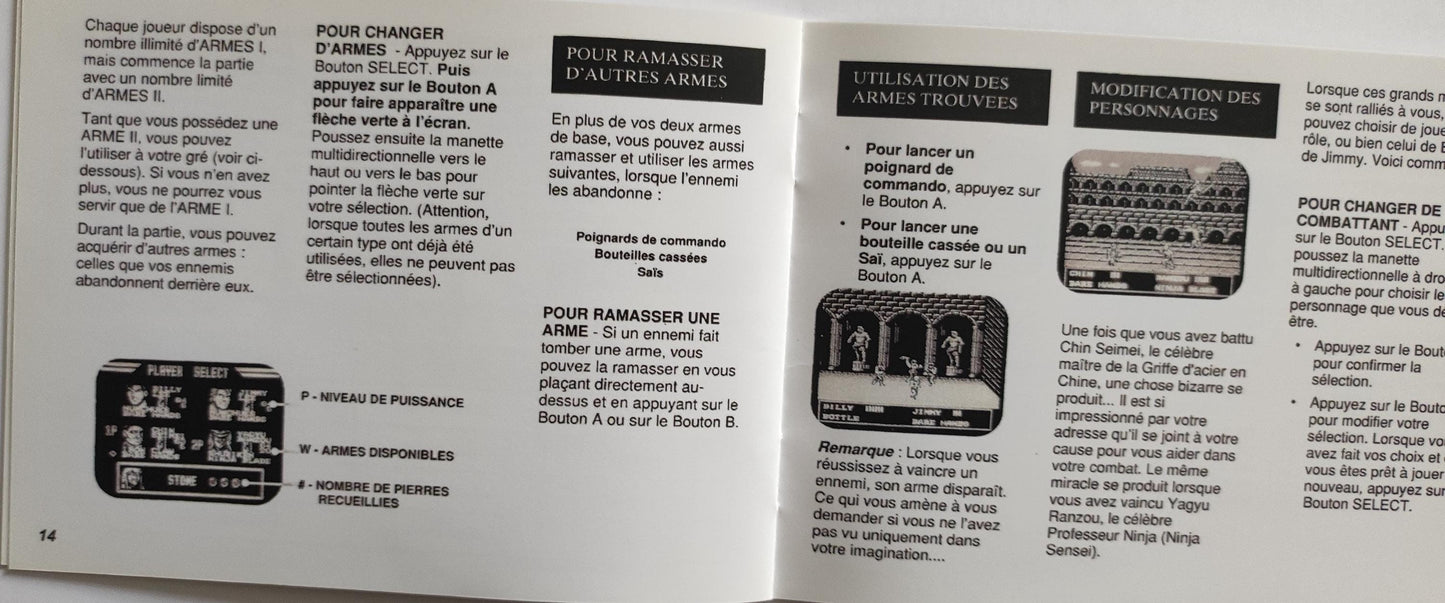 Chaque joueur dispose d'un
nombre illimité d'ARMES I,
mais commence la partie
avec un nombre limité
d'ARMES II.
Tant que vous possédez une
ARME II, vous pouvez
l'utiliser à votre gré (voir ci-
dessous). Si vous n'en avez
plus, vous ne pourrez vous
servir que de l'ARME I.
Durant la partie, vous pouvez
acquérir d'autres armes :
celles que vos ennemis
abandonnent derrière eux.
POUR CHANGER
D'ARMES - Appuyez sur le
Bouton SELECT. Puis
appuyez sur le Bouton A
pour faire apparaître une
flèche verte à l'écran.
Poussez ensuite la manette
multidirectionnelle vers le
haut ou vers le bas pour
pointer la flèche verte sur
votre sélection. (Attention,
lorsque toutes les armes d'un
certain type ont déjà été
utilisées, elles ne peuvent pas
être sélectionnées).
PLAYER SELECT
BILLY
JIMMY
1P
2P
STONE
P - NIVEAU DE PUISSANCE
W - ARMES DISPONIBLES
# - NOMBRE DE PIERRES
RECUEILLIES
14
POUR RAMASSER
D'AUTRES ARMES
En plus de vos deux armes
de base, vous pouvez aussi
ramasser et utiliser les armes
suivantes, lorsque l'ennemi
les abandonne :
Poignards de commando
Bouteilles cassées
Saïs
POUR RAMASSER UNE
ARME - Si un ennemi fait
tomber une arme, vous
pouvez la ramasser en vous
plaçant directement au-
dessus et en appuyant sur le
Bouton A ou sur le Bouton B.
UTILISATION DES
ARMES TROUVEES
• Pour lancer un
poignard de
commando, appuyez sur
le Bouton A.
• Pour lancer une
bouteille cassée ou un
Saï, appuyez sur le
Bouton A.
BILLY
JIMMY
BOTTLE
BARE HANDO
Remarque : Lorsque vous
réussissez à vaincre un
ennemi, son arme disparaît.
Ce qui vous amène à vous
demander si vous ne l'avez
pas vu uniquement dans
votre imagination....
MODIFICATION DES
PERSONNAGES
CHIN
BARE HANDO
NINJA BLADE
Une fois que vous avez battu
Chin Seimei, le célèbre
maître de la Griffe d'acier en
Chine, une chose bizarre se
produit... Il est si
impressionné par votre
adresse qu'il se joint à votre
cause pour vous aider dans
votre combat. Le même
miracle se produit lorsque
vous avez vaincu Yagyu
Ranzou, le célèbre
Professeur Ninja (Ninja
Sensei).
Lorsque ces grands
se sont ralliés à vous,
pouvez choisir de
rôle, ou bien celui de
de Jimmy. Voici
POUR CHANGER DE
COMBATTANT -
sur le Bouton SELECT.
poussez la manette
multidirectionnelle à
à gauche pour choisir le
personnage que vous
être.
• Appuyez sur le
pour confirmer la
sélection.
• Appuyez sur le
pour modifier votre
sélection. Lorsque
avez fait vos choix et
vous êtes prêt à jouer
nouveau, appuyez
Bouton SELECT.